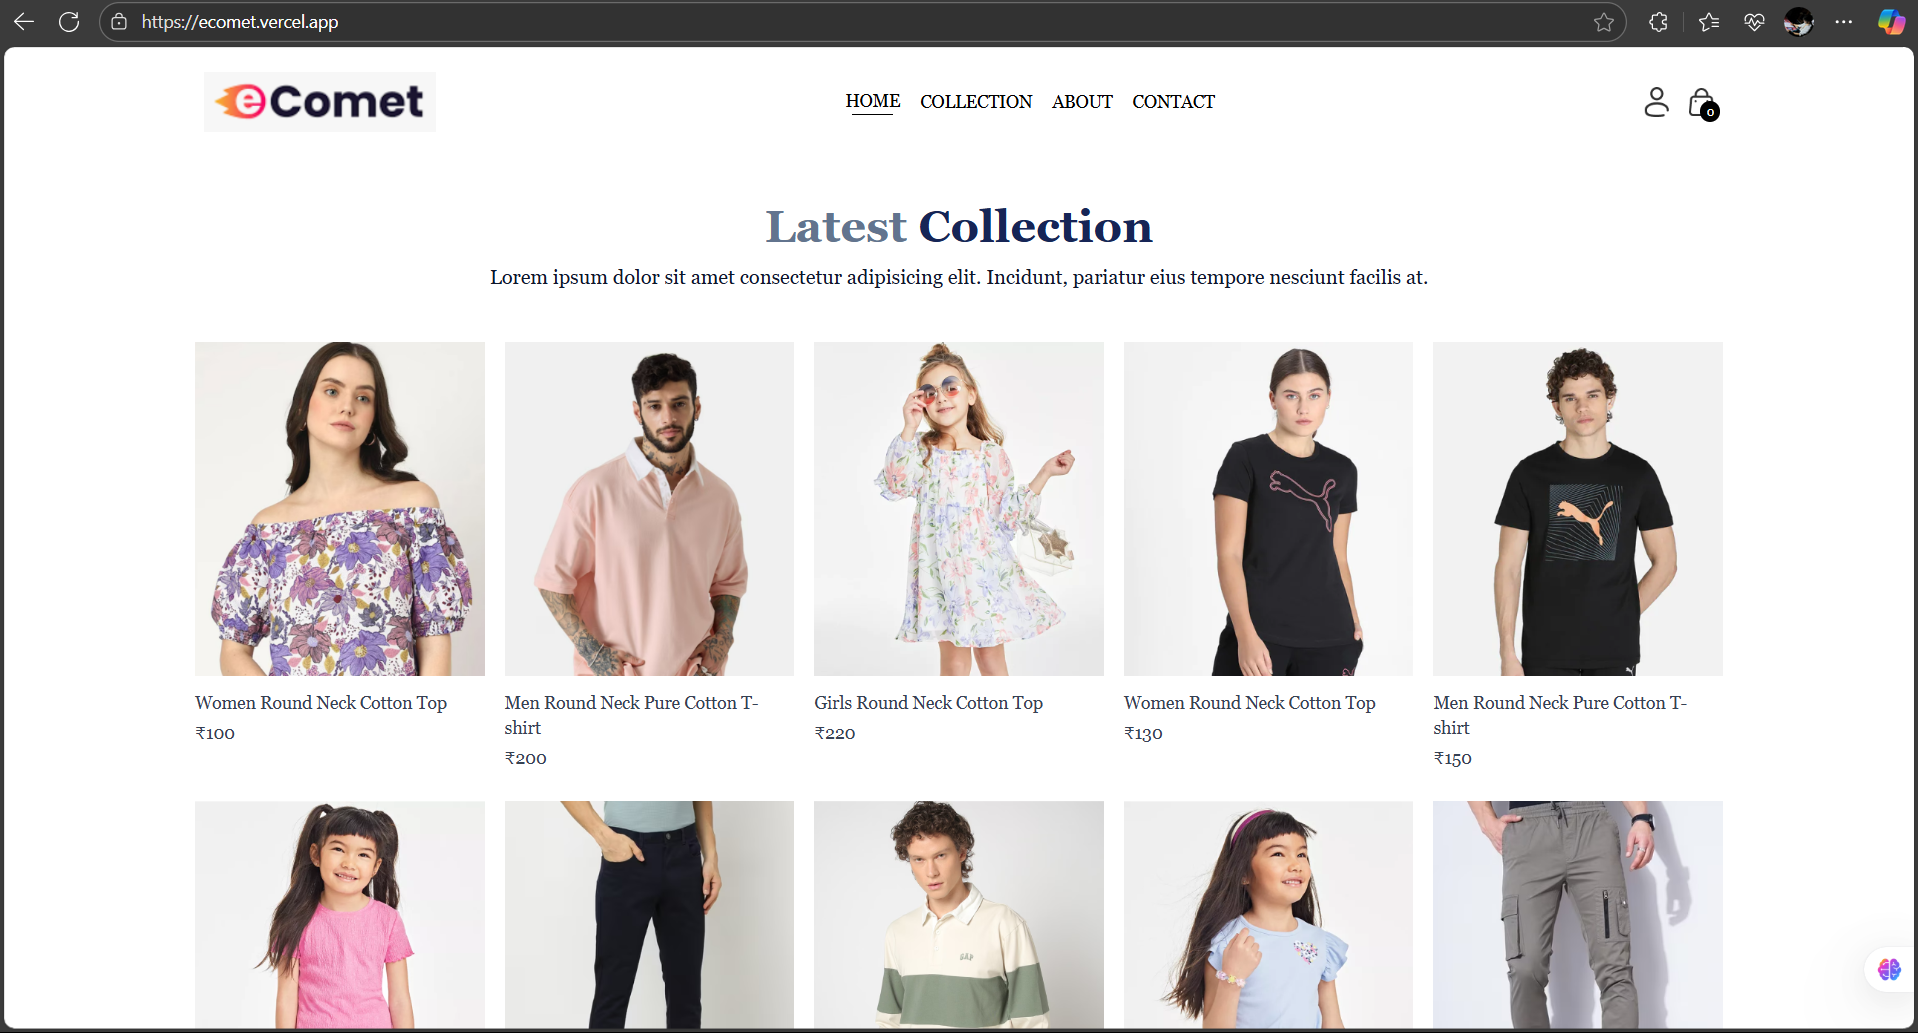 https://ecomet.vercel.app
eComet
HOME COLLECTION ABOUT CONTACT
0
Latest Collection
Lorem ipsum dolor sit amet consectetur adipisicing elit. Incidunt, pariatur eius tempore nesciunt facilis at.
Women Round Neck Cotton Top
₹100
Men Round Neck Pure Cotton T-
shirt
₹200
Girls Round Neck Cotton Top
₹220
Women Round Neck Cotton Top
₹130
Men Round Neck Pure Cotton T-
shirt
₹150
GAP